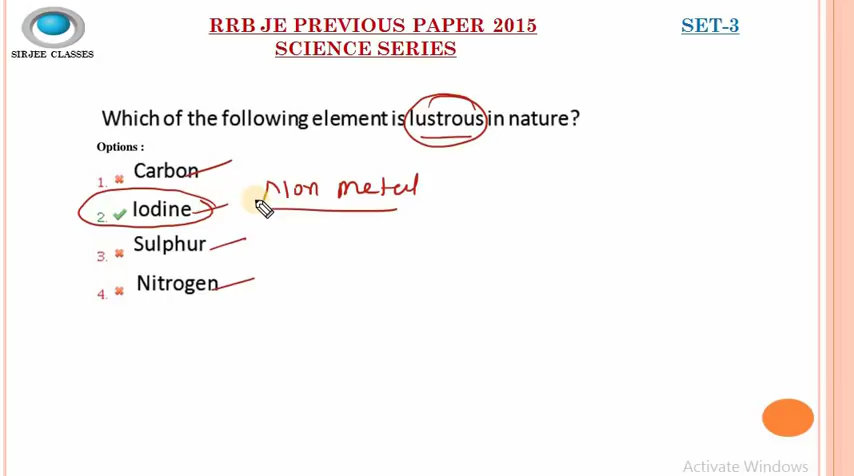 RRB JE PREVIOUS PAPER 2015 SET-3
SIRJEE CLASSES SCIENCE SERIES
Which of the following element is lustrous in nature?
Options :
1. Carbon
2. Iodine Non metal
3. Sulphur
4. Nitrogen
Activate Windows